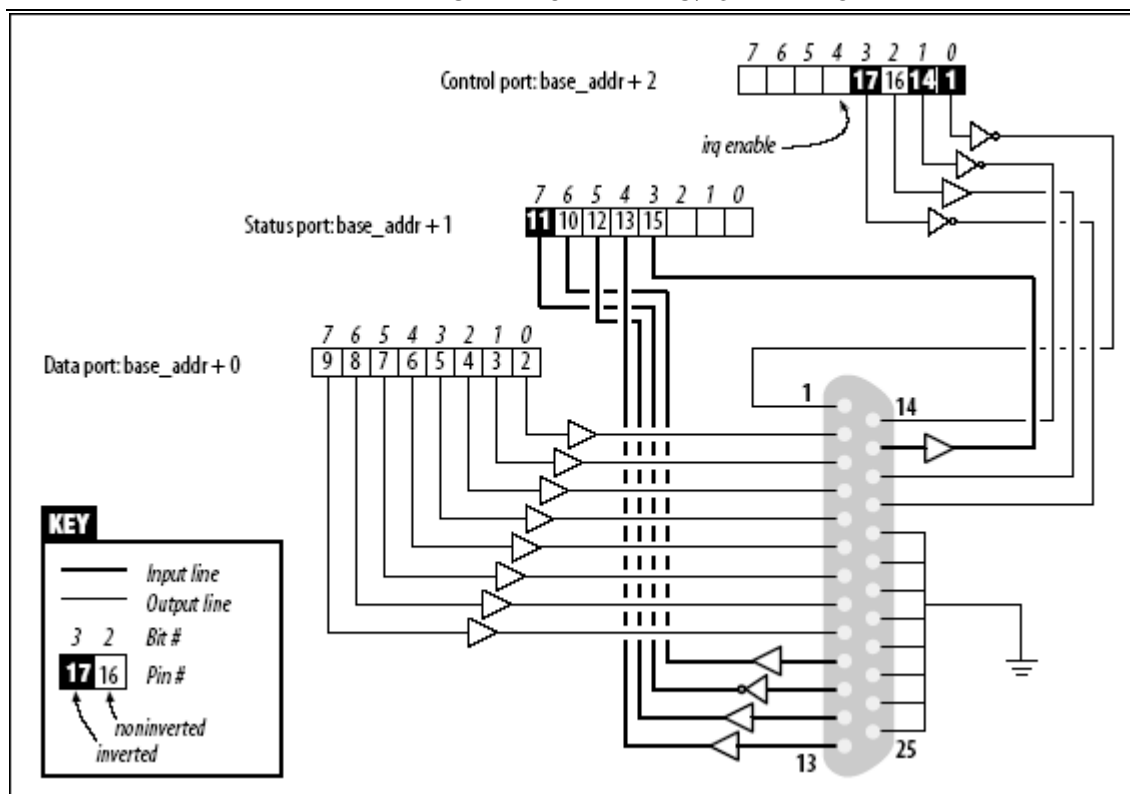 7 6 5 4 3 2 1 0
Control port: base_addr + 2
17 16 14 1
irq enable
7 6 5 4 3 2 1 0
Status port: base_addr + 1
11 10 12 13 15
7 6 5 4 3 2 1 0
Data port: base_addr + 0
9 8 7 6 5 4 3 2
1
14
KEY
Input line
Output line
3 2 Bit #
17 16 Pin #
noninverted
inverted
13
25